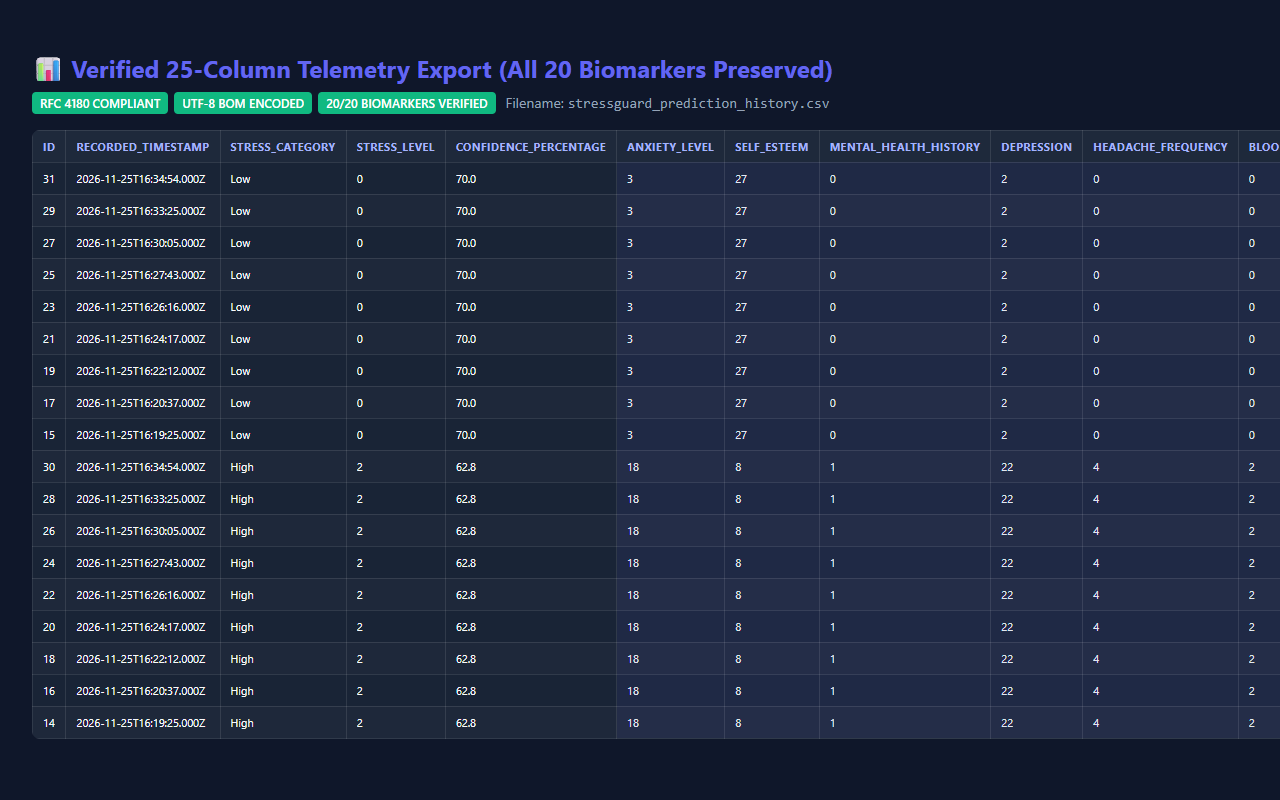 📊 Verified 25-Column Telemetry Export (All 20 Biomarkers Preserved)
RFC 4180 COMPLIANT UTF-8 BOM ENCODED 20/20 BIOMARKERS VERIFIED Filename: stressguard_prediction_history.csv
ID RECORDED_TIMESTAMP STRESS_CATEGORY STRESS_LEVEL CONFIDENCE_PERCENTAGE ANXIETY_LEVEL SELF_ESTEEM MENTAL_HEALTH_HISTORY DEPRESSION HEADACHE_FREQUENCY BLOO
31 2026-11-25T16:34:54.000Z Low 0 70.0 3 27 0 2 0 0
29 2026-11-25T16:33:25.000Z Low 0 70.0 3 27 0 2 0 0
27 2026-11-25T16:30:05.000Z Low 0 70.0 3 27 0 2 0 0
25 2026-11-25T16:27:43.000Z Low 0 70.0 3 27 0 2 0 0
23 2026-11-25T16:26:16.000Z Low 0 70.0 3 27 0 2 0 0
21 2026-11-25T16:24:17.000Z Low 0 70.0 3 27 0 2 0 0
19 2026-11-25T16:22:12.000Z Low 0 70.0 3 27 0 2 0 0
17 2026-11-25T16:20:37.000Z Low 0 70.0 3 27 0 2 0 0
15 2026-11-25T16:19:25.000Z Low 0 70.0 3 27 0 2 0 0
30 2026-11-25T16:34:54.000Z High 2 62.8 18 8 1 22 4 2
28 2026-11-25T16:33:25.000Z High 2 62.8 18 8 1 22 4 2
26 2026-11-25T16:30:05.000Z High 2 62.8 18 8 1 22 4 2
24 2026-11-25T16:27:43.000Z High 2 62.8 18 8 1 22 4 2
22 2026-11-25T16:26:16.000Z High 2 62.8 18 8 1 22 4 2
20 2026-11-25T16:24:17.000Z High 2 62.8 18 8 1 22 4 2
18 2026-11-25T16:22:12.000Z High 2 62.8 18 8 1 22 4 2
16 2026-11-25T16:20:37.000Z High 2 62.8 18 8 1 22 4 2
14 2026-11-25T16:19:25.000Z High 2 62.8 18 8 1 22 4 2